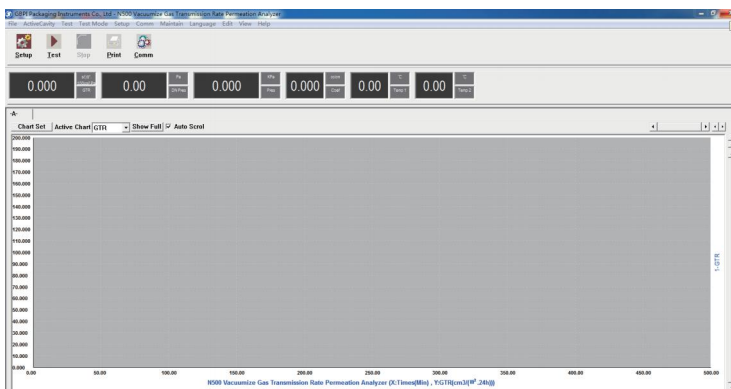 GBPI Packaging Instruments Co., Ltd - N500 Vacuumize Gas Transmission Rate Permeation Analyzer
File ActiveCavity Test Test Mode Setup Comm Maintain Language Edit View Help
Setup Test Stop Print Comm
0.000 GTR 0.00 Pa 0.000 kPa Pres 0.000 Coef 0.00 °C Temp 1 0.00 °C Temp 2
-A-
Chart Set Active Chart GTR Show Full Auto Scrol
200.000
190.000
180.000
170.000
160.000
150.000
140.000
130.000
120.000
110.000
100.000
90.000
80.000
70.000
60.000
50.000
40.000
30.000
20.000
10.000
0.000
1-GTR
0.00 50.00 100.00 150.00 200.00 250.00 300.00 350.00 400.00 450.00 500.00
N500 Vacuumize Gas Transmission Rate Permeation Analyzer (X:Times(Min) , Y:GTR(cm3/(m².24h)))